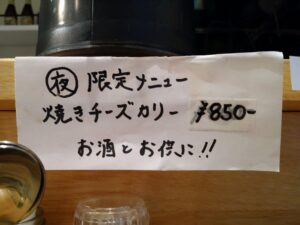 夜 限定メニュー
焼きチーズカリー ¥850-
お酒とお供に!!